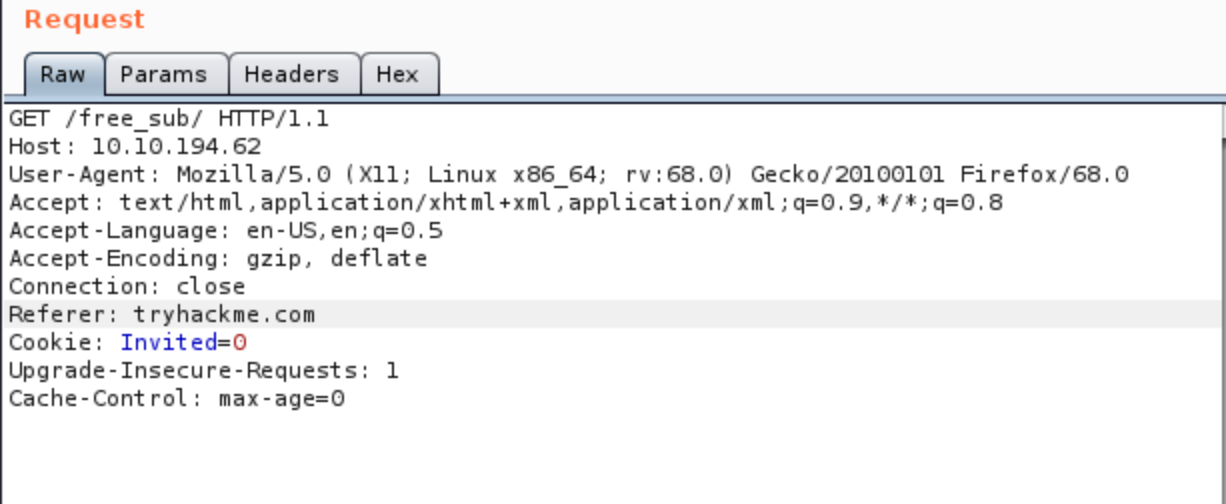 Request
Raw Params Headers Hex
GET /free_sub/ HTTP/1.1
Host: 10.10.194.62
User-Agent: Mozilla/5.0 (X11; Linux x86_64; rv:68.0) Gecko/20100101 Firefox/68.0
Accept: text/html,application/xhtml+xml,application/xml;q=0.9,*/*;q=0.8
Accept-Language: en-US,en;q=0.5
Accept-Encoding: gzip, deflate
Connection: close
Referer: tryhackme.com
Cookie: Invited=0
Upgrade-Insecure-Requests: 1
Cache-Control: max-age=0